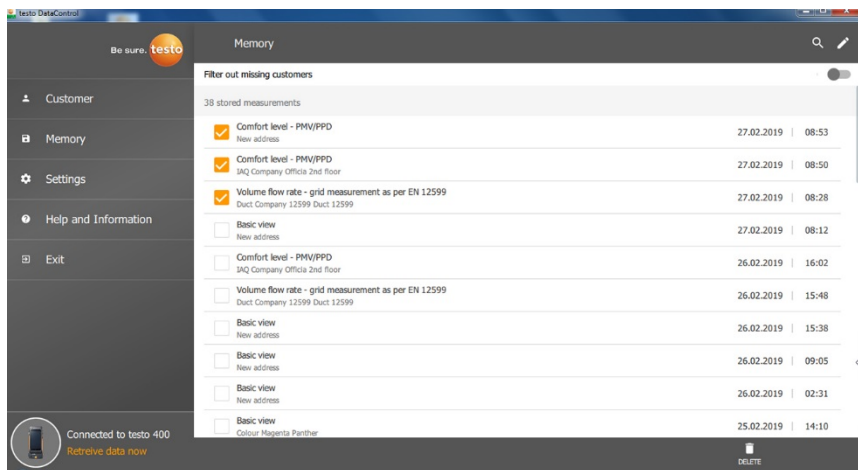 testo DataControl
Be sure. testo
Memory
Filter out missing customers
38 stored measurements
Customer
Memory
Settings
Help and Information
Exit
Comfort level - PMV/PPD
New address
27.02.2019 | 08:53
Comfort level - PMV/PPD
IAQ Company Officia 2nd floor
27.02.2019 | 08:50
Volume flow rate - grid measurement as per EN 12599
Duct Company 12599 Duct 12599
27.02.2019 | 08:28
Basic view
New address
27.02.2019 | 08:12
Comfort level - PMV/PPD
IAQ Company Officia 2nd floor
26.02.2019 | 16:02
Volume flow rate - grid measurement as per EN 12599
Duct Company 12599 Duct 12599
26.02.2019 | 15:48
Basic view
New address
26.02.2019 | 15:38
Basic view
New address
26.02.2019 | 09:05
Basic view
New address
26.02.2019 | 02:31
Basic view
Colour Magenta Panther
25.02.2019 | 14:10
Connected to testo 400
Retreive data now
DELETE